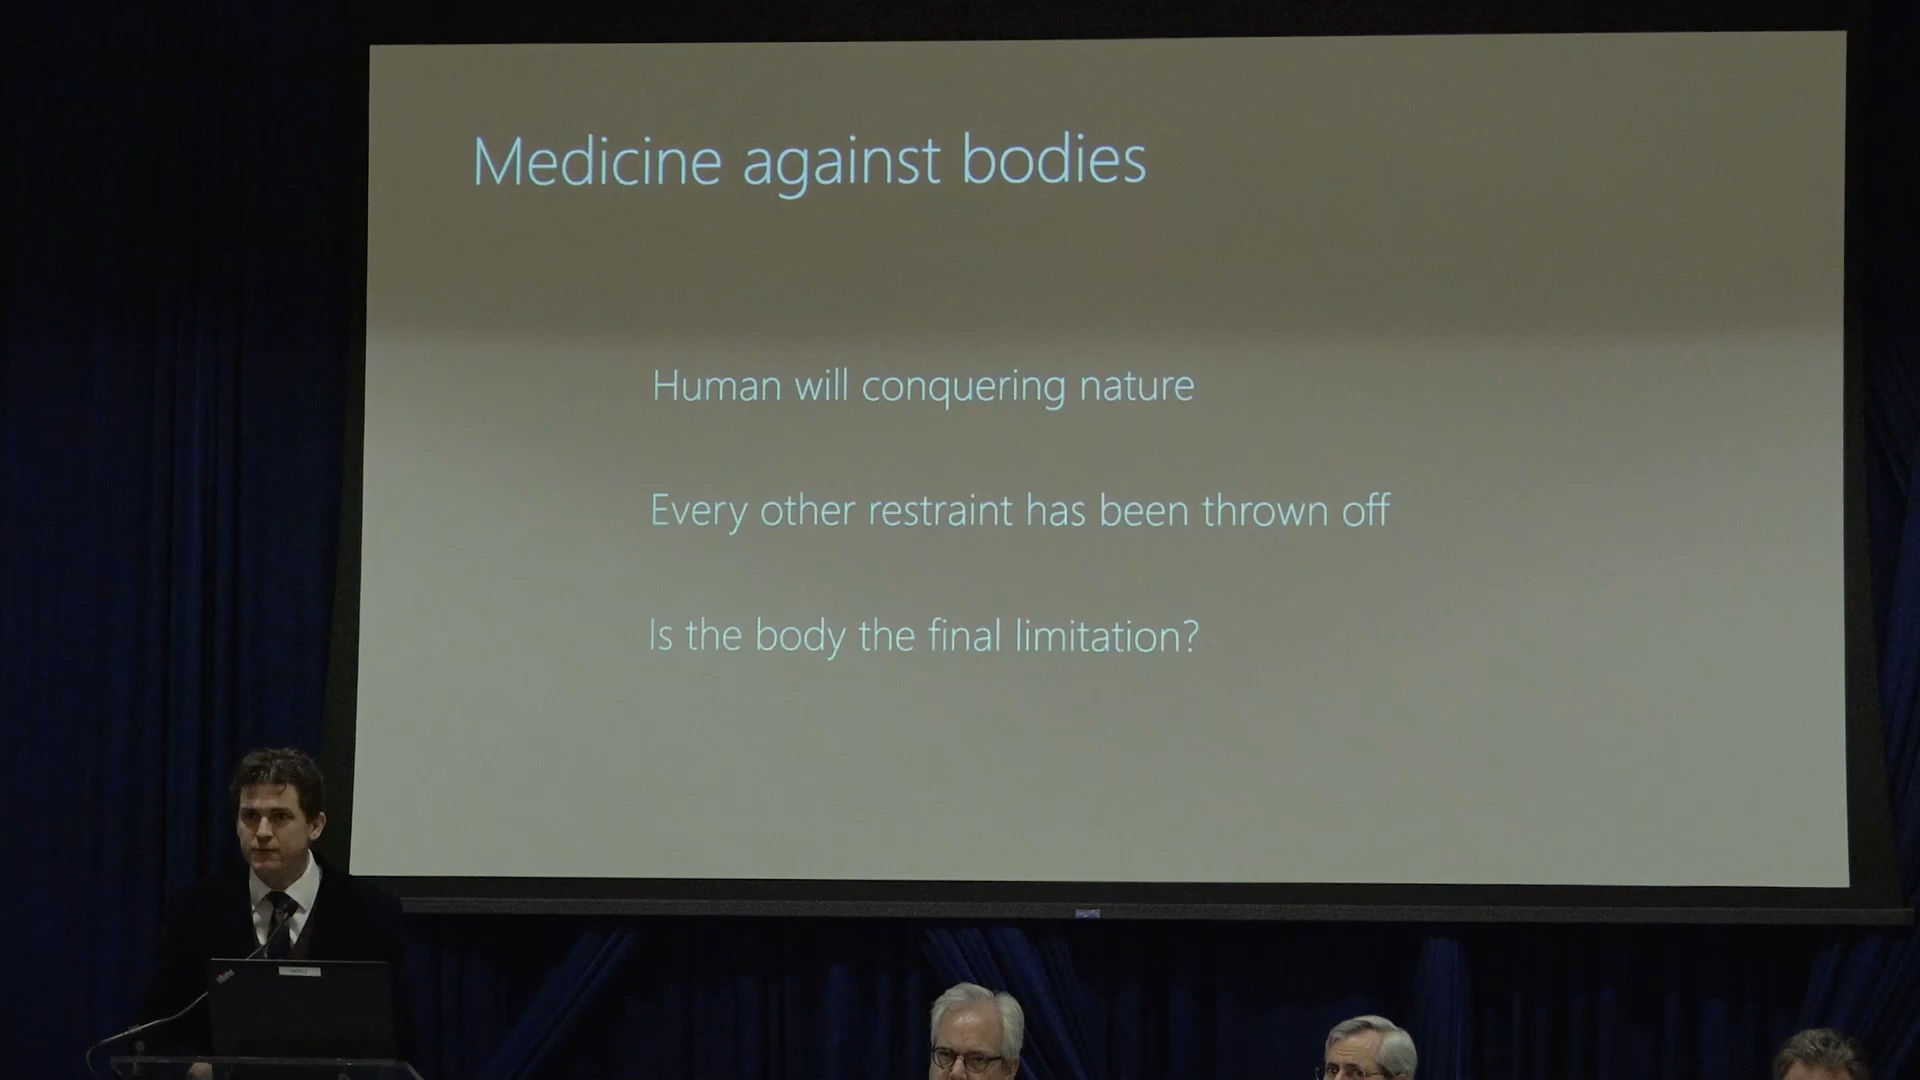 Medicine against bodies
Human will conquering nature
Every other restraint has been thrown off
Is the body the final limitation?